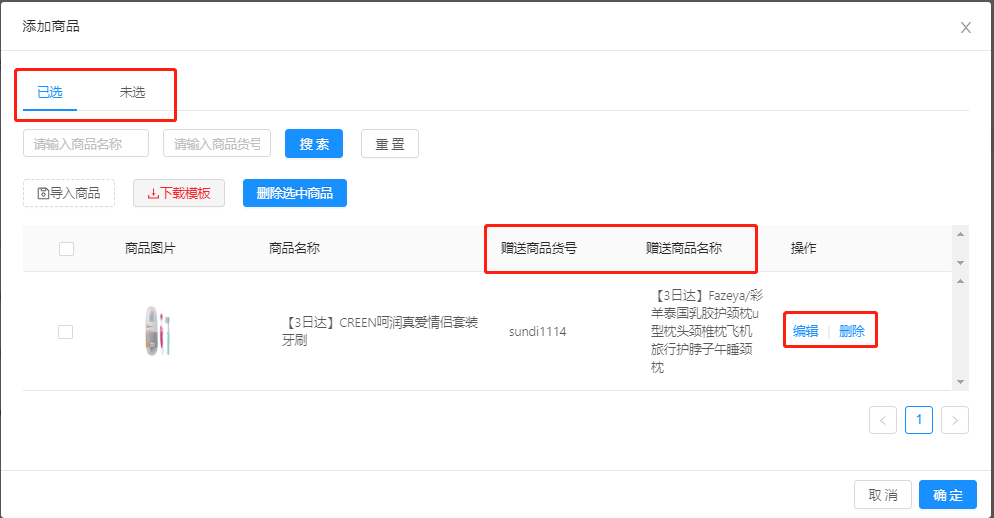 添加商品
已选 未选
请输入商品名称 请输入商品货号 搜 索 重 置
导入商品 下载模板 删除选中商品
商品图片 商品名称 赠送商品货号 赠送商品名称 操作
【3日达】CREEN呵润真爱情侣套装
牙刷
sundi1114
【3日达】Fazeya/彩
羊泰国乳胶护颈枕u
型枕头颈椎枕飞机
旅行护脖子午睡颈
枕
编辑 删除
1
取 消 确 定